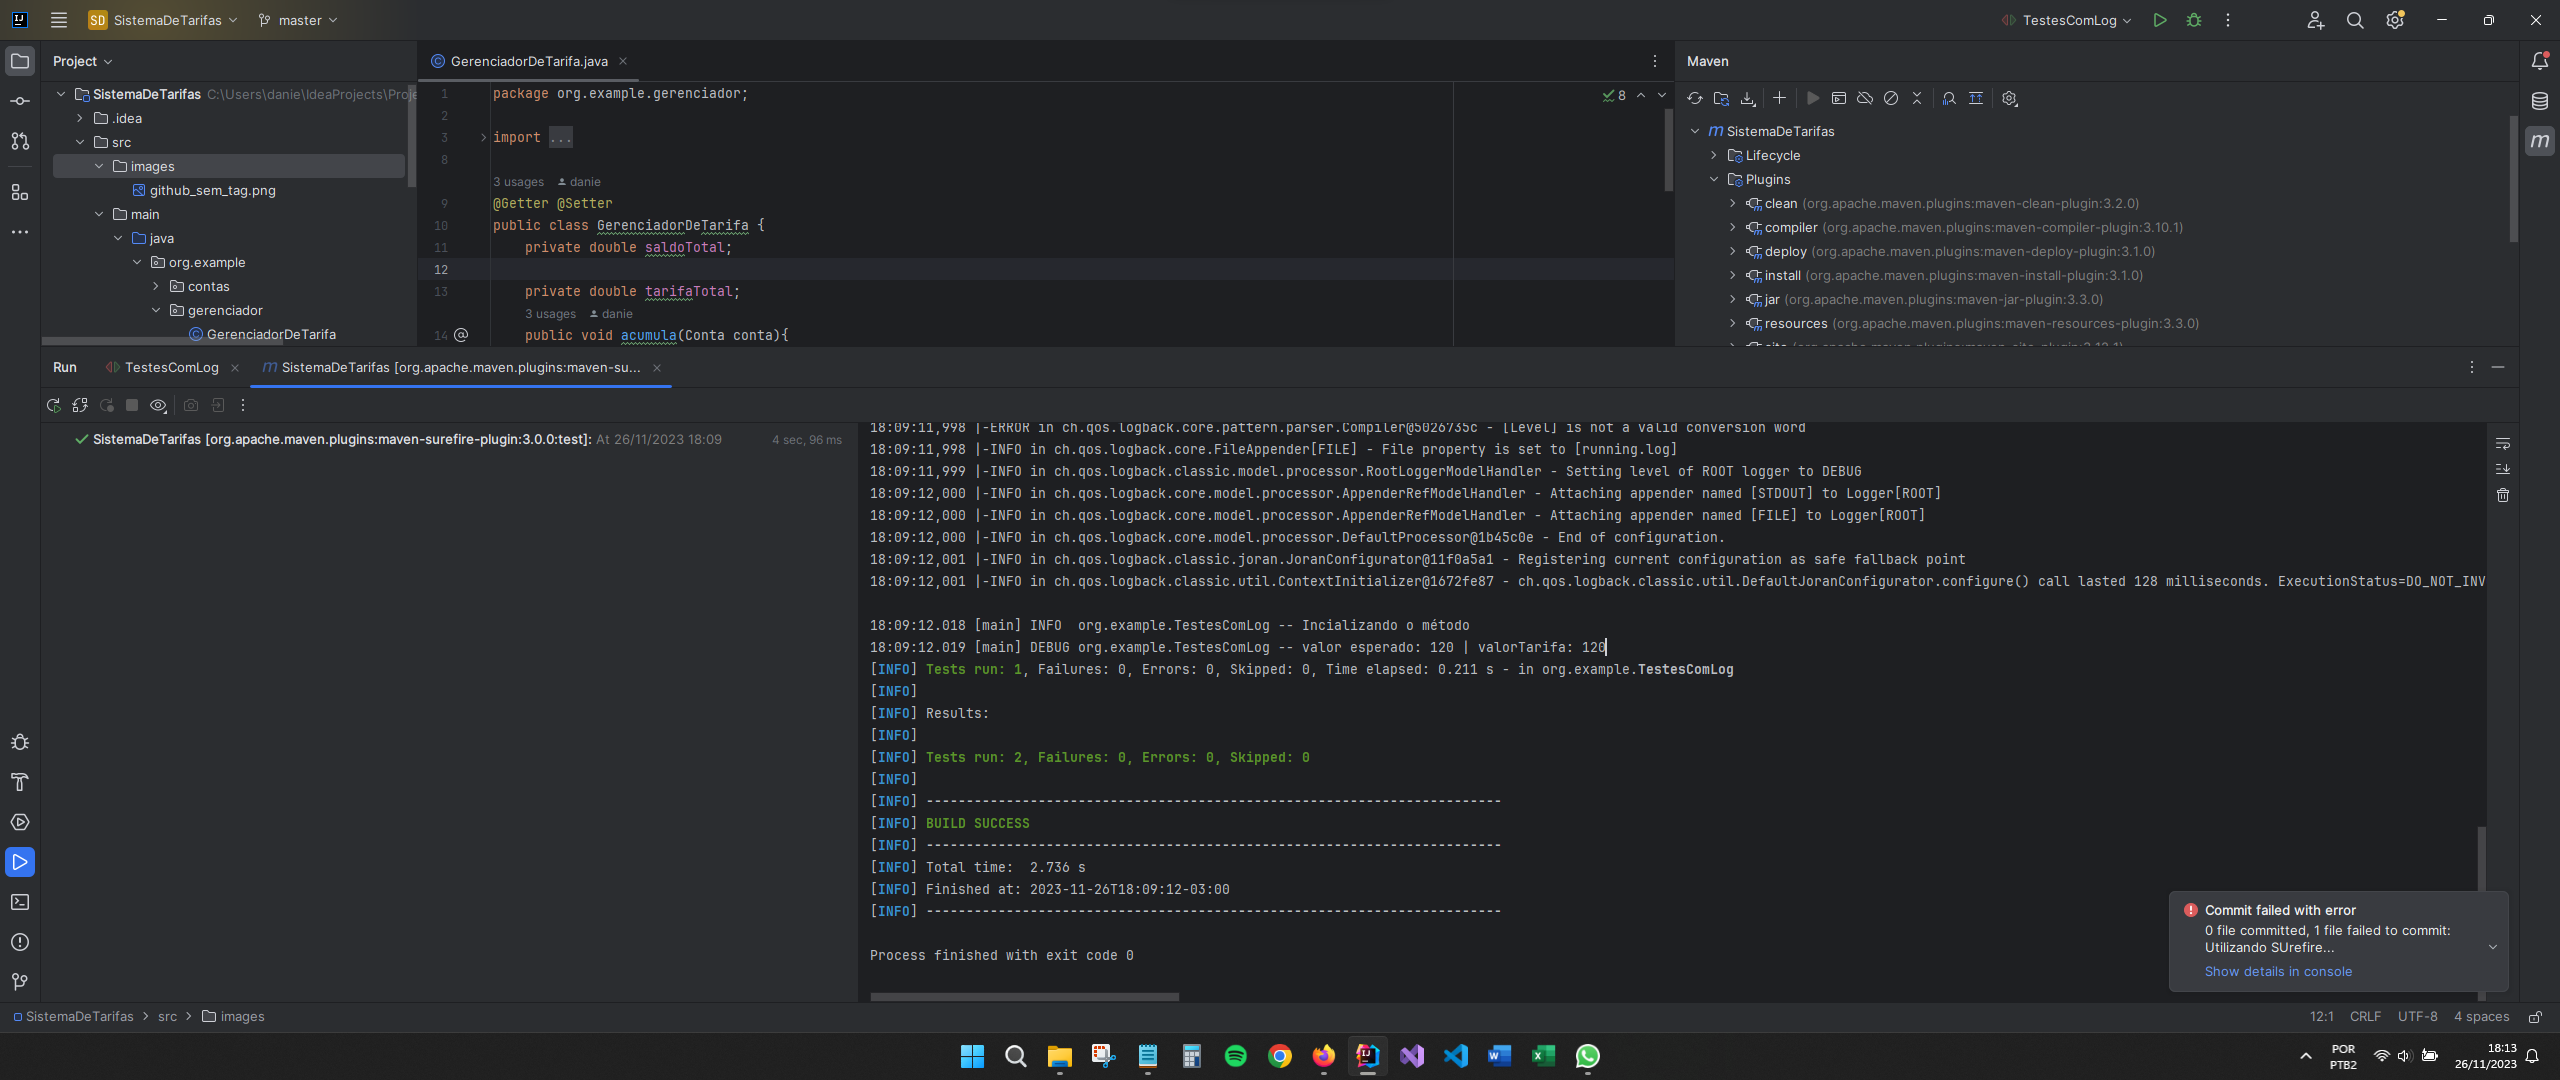 SD SistemaDeTarifas master TestesComLog
Project
SistemaDeTarifas C:\Users\danie\IdeaProjects\Proj
.idea
src
images
github_sem_tag.png
main
java
org.example
contas
gerenciador
GerenciadorDeTarifa
GerenciadorDeTarifa.java
8
1 package org.example.gerenciador;
2
3 import ...
8
3 usages danie
9 @Getter @Setter
10 public class GerenciadorDeTarifa {
11 private double saldoTotal;
12
13 private double tarifaTotal;
3 usages danie
14 public void acumula(Conta conta){
Maven
SistemaDeTarifas
Lifecycle
Plugins
clean (org.apache.maven.plugins:maven-clean-plugin:3.2.0)
compiler (org.apache.maven.plugins:maven-compiler-plugin:3.10.1)
deploy (org.apache.maven.plugins:maven-deploy-plugin:3.1.0)
install (org.apache.maven.plugins:maven-install-plugin:3.1.0)
jar (org.apache.maven.plugins:maven-jar-plugin:3.3.0)
resources (org.apache.maven.plugins:maven-resources-plugin:3.3.0)
Run TestesComLog SistemaDeTarifas [org.apache.maven.plugins:maven-su...
SistemaDeTarifas [org.apache.maven.plugins:maven-surefire-plugin:3.0.0:test]: At 26/11/2023 18:09 4 sec, 96 ms
18:09:11,998 |-ERROR in ch.qos.logback.core.pattern.parser.Compiler@5026735c - [Level] is not a valid conversion word
18:09:11,998 |-INFO in ch.qos.logback.core.FileAppender[FILE] - File property is set to [running.log]
18:09:11,999 |-INFO in ch.qos.logback.classic.model.processor.RootLoggerModelHandler - Setting level of ROOT logger to DEBUG
18:09:12,000 |-INFO in ch.qos.logback.core.model.processor.AppenderRefModelHandler - Attaching appender named [STDOUT] to Logger[ROOT]
18:09:12,000 |-INFO in ch.qos.logback.core.model.processor.AppenderRefModelHandler - Attaching appender named [FILE] to Logger[ROOT]
18:09:12,000 |-INFO in ch.qos.logback.core.model.processor.DefaultProcessor@1b45c0e - End of configuration.
18:09:12,001 |-INFO in ch.qos.logback.classic.joran.JoranConfigurator@11f0a5a1 - Registering current configuration as safe fallback point
18:09:12,001 |-INFO in ch.qos.logback.classic.util.ContextInitializer@1672fe87 - ch.qos.logback.classic.util.DefaultJoranConfigurator.configure() call lasted 128 milliseconds. ExecutionStatus=DO_NOT_INV
18:09:12.018 [main] INFO  org.example.TestesComLog -- Incializando o método
18:09:12.019 [main] DEBUG org.example.TestesComLog -- valor esperado: 120 | valorTarifa: 120
[INFO] Tests run: 1, Failures: 0, Errors: 0, Skipped: 0, Time elapsed: 0.211 s - in org.example.TestesComLog
[INFO]
[INFO] Results:
[INFO]
[INFO] Tests run: 2, Failures: 0, Errors: 0, Skipped: 0
[INFO]
[INFO] ------------------------------------------------------------------------
[INFO] BUILD SUCCESS
[INFO] ------------------------------------------------------------------------
[INFO] Total time:  2.736 s
[INFO] Finished at: 2023-11-26T18:09:12-03:00
[INFO] ------------------------------------------------------------------------
Process finished with exit code 0
Commit failed with error
0 file committed, 1 file failed to commit:
Utilizando SUrefire...
Show details in console
SistemaDeTarifas > src > images
12:1 CRLF UTF-8 4 spaces
POR
PTB2
18:13
26/11/2023